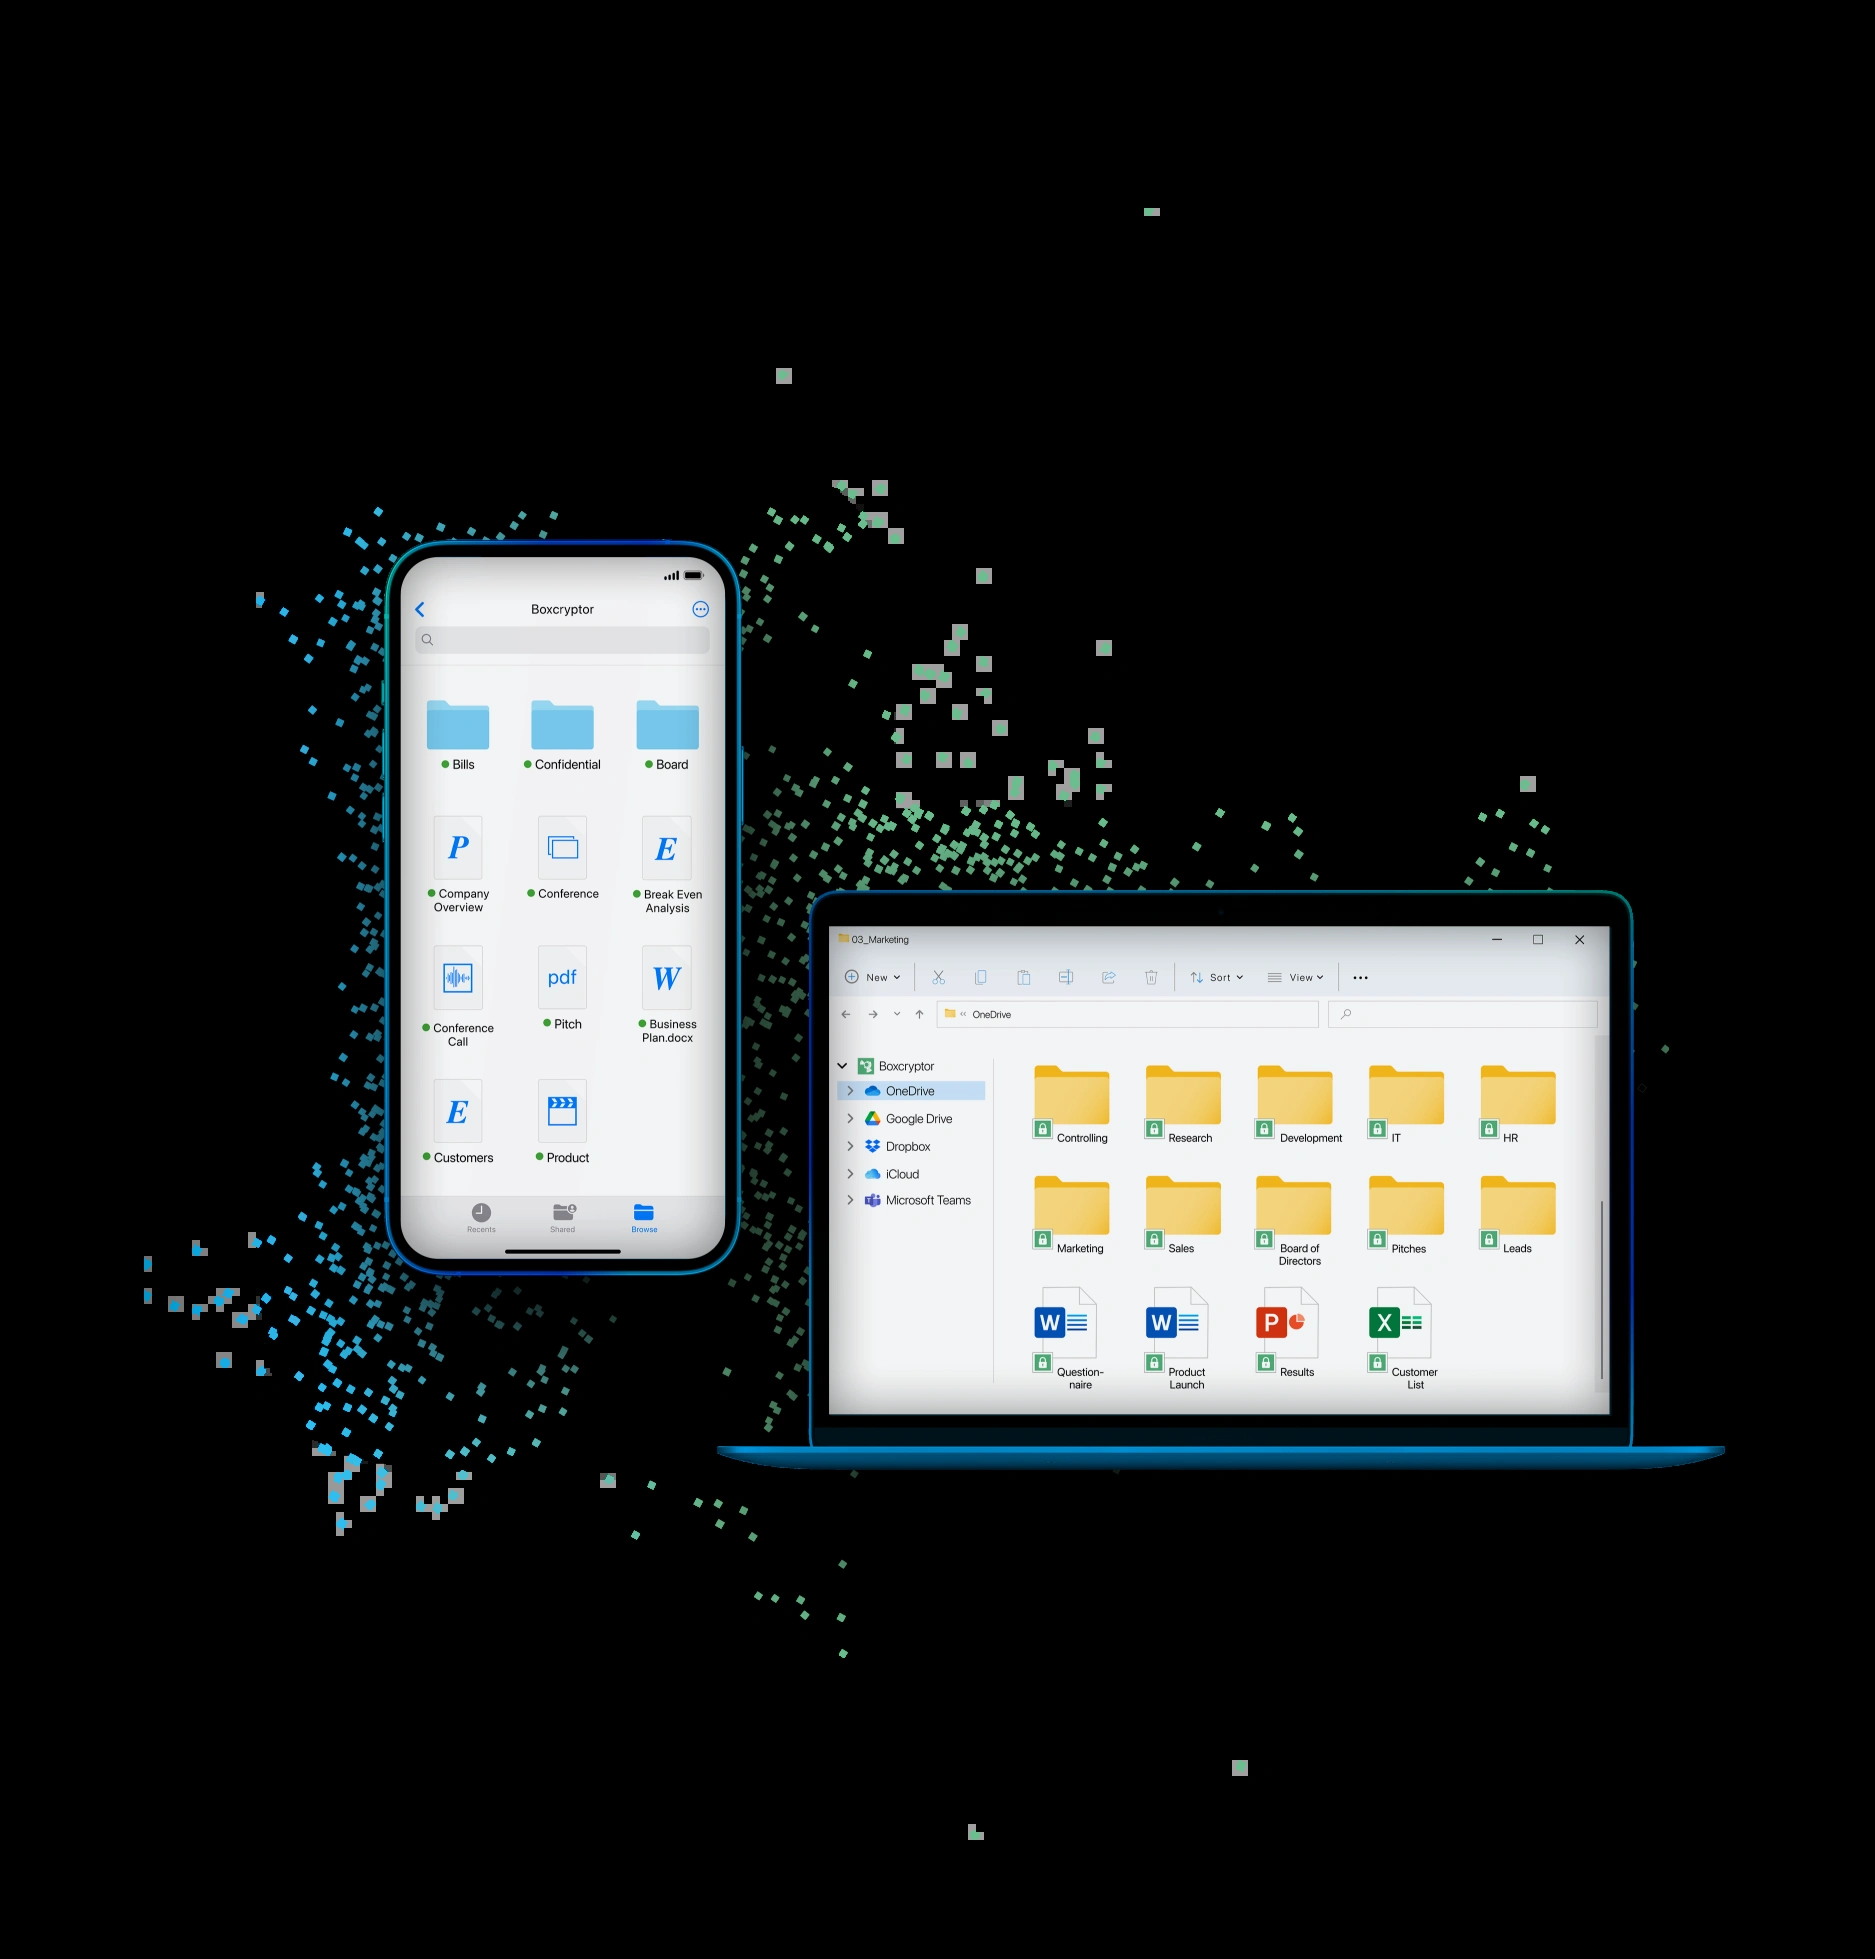 Boxcryptor
Bills
Confidential
Board
P
E
Company
Overview
Conference
Break Even
Analysis
pdf
W
Conference
Call
Pitch
Business
Plan.docx
E
Customers
Product
Recents
Shared
Browse
03_Marketing
New
Sort
View
OneDrive
Boxcryptor
OneDrive
Google Drive
Dropbox
iCloud
Microsoft Teams
Controlling
Research
Development
IT
HR
Marketing
Sales
Board of
Directors
Pitches
Leads
W
W
P
X
Question-
naire
Product
Launch
Results
Customer
List